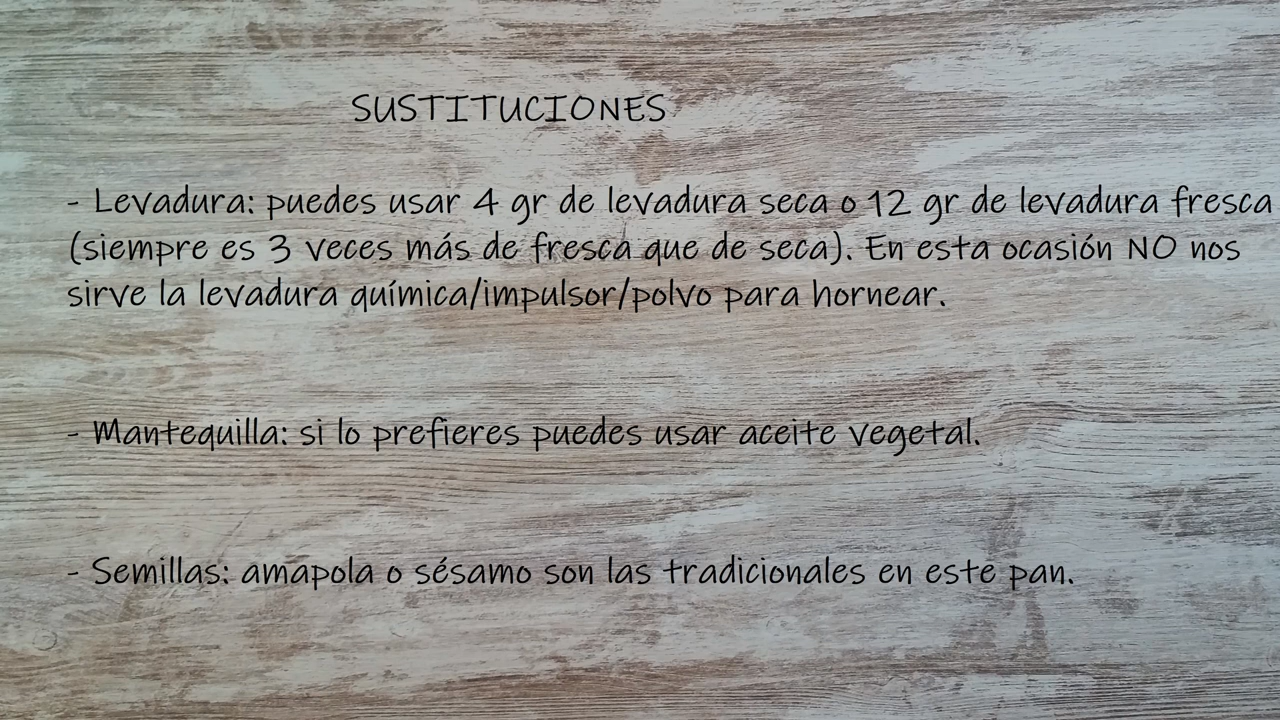 SUSTITUCIONES
- Levadura: puedes usar 4 gr de levadura seca o 12 gr de levadura fresca
(siempre es 3 veces más de fresca que de seca). En esta ocasión NO nos
sirve la levadura química/impulsor/polvo para hornear.
- Mantequilla: si lo prefieres puedes usar aceite vegetal.
- Semillas: amapola o sésamo son las tradicionales en este pan.